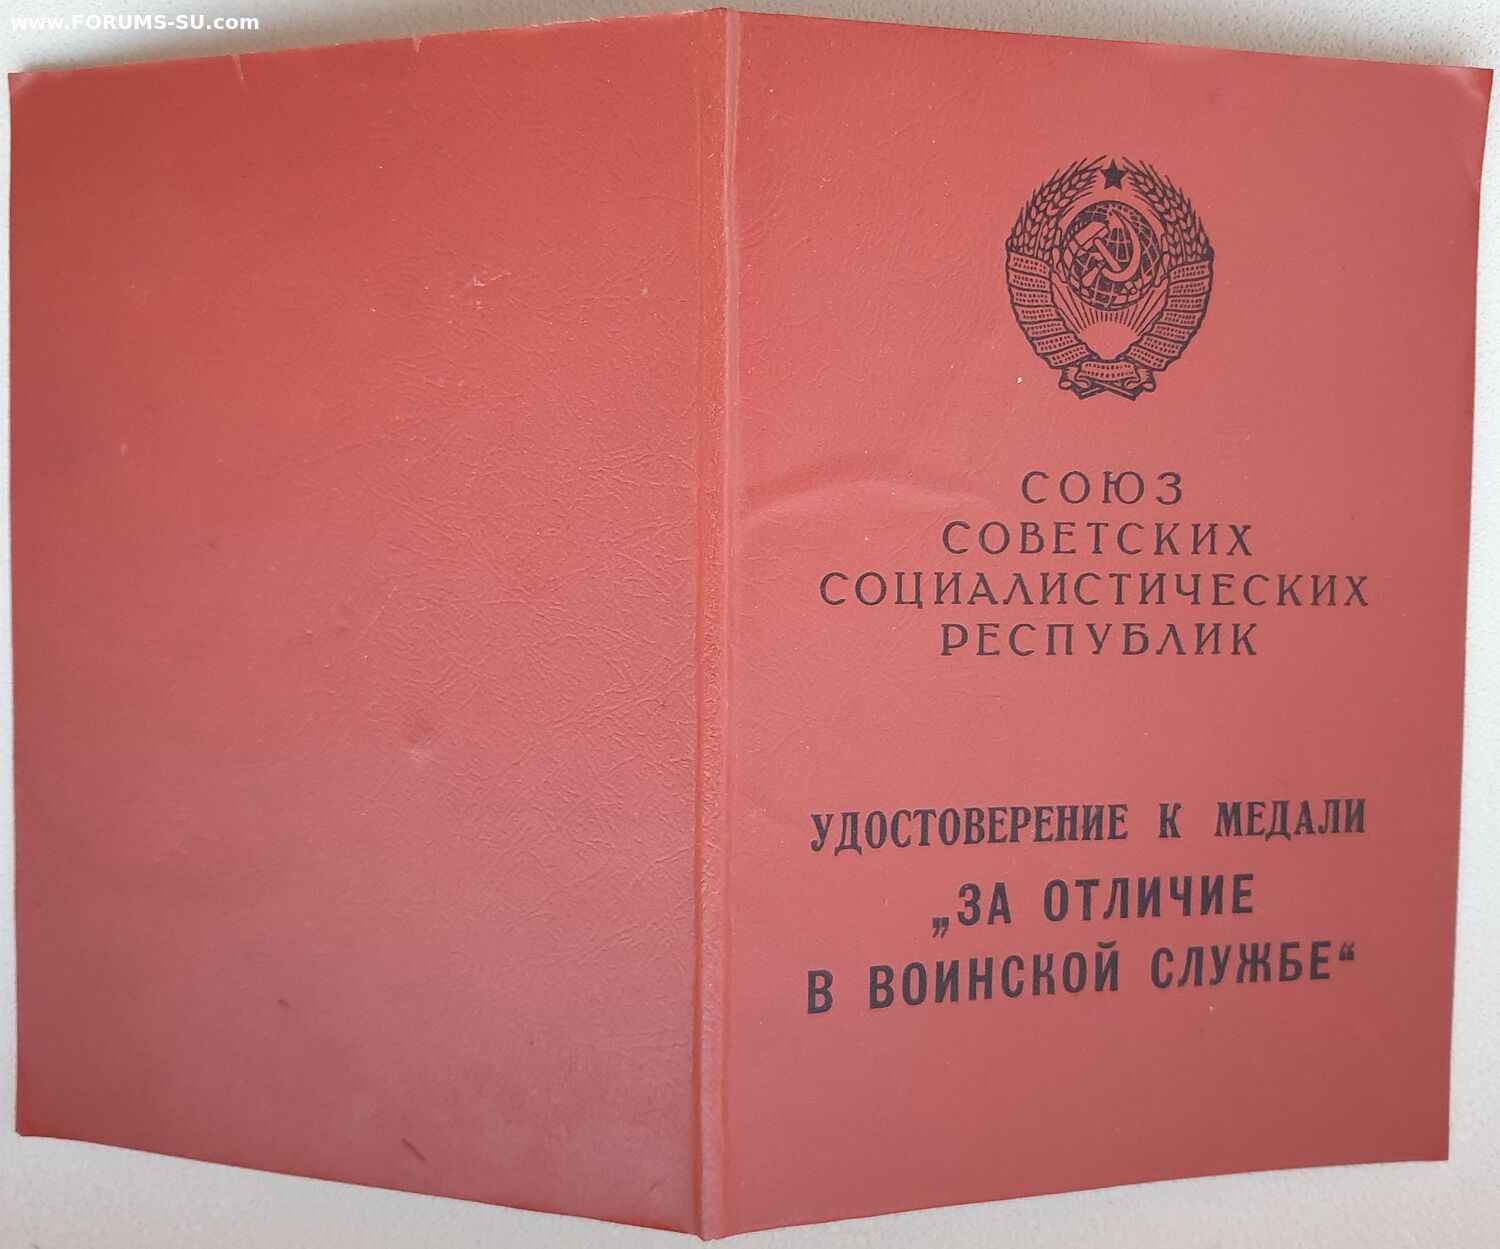 www.FORUMS-SU.com
СОЮЗ
СОВЕТСКИХ
СОЦИАЛИСТИЧЕСКИХ
РЕСПУБЛИК
УДОСТОВЕРЕНИЕ К МЕДАЛИ
„ЗА ОТЛИЧИЕ
В ВОИНСКОЙ СЛУЖБЕ“